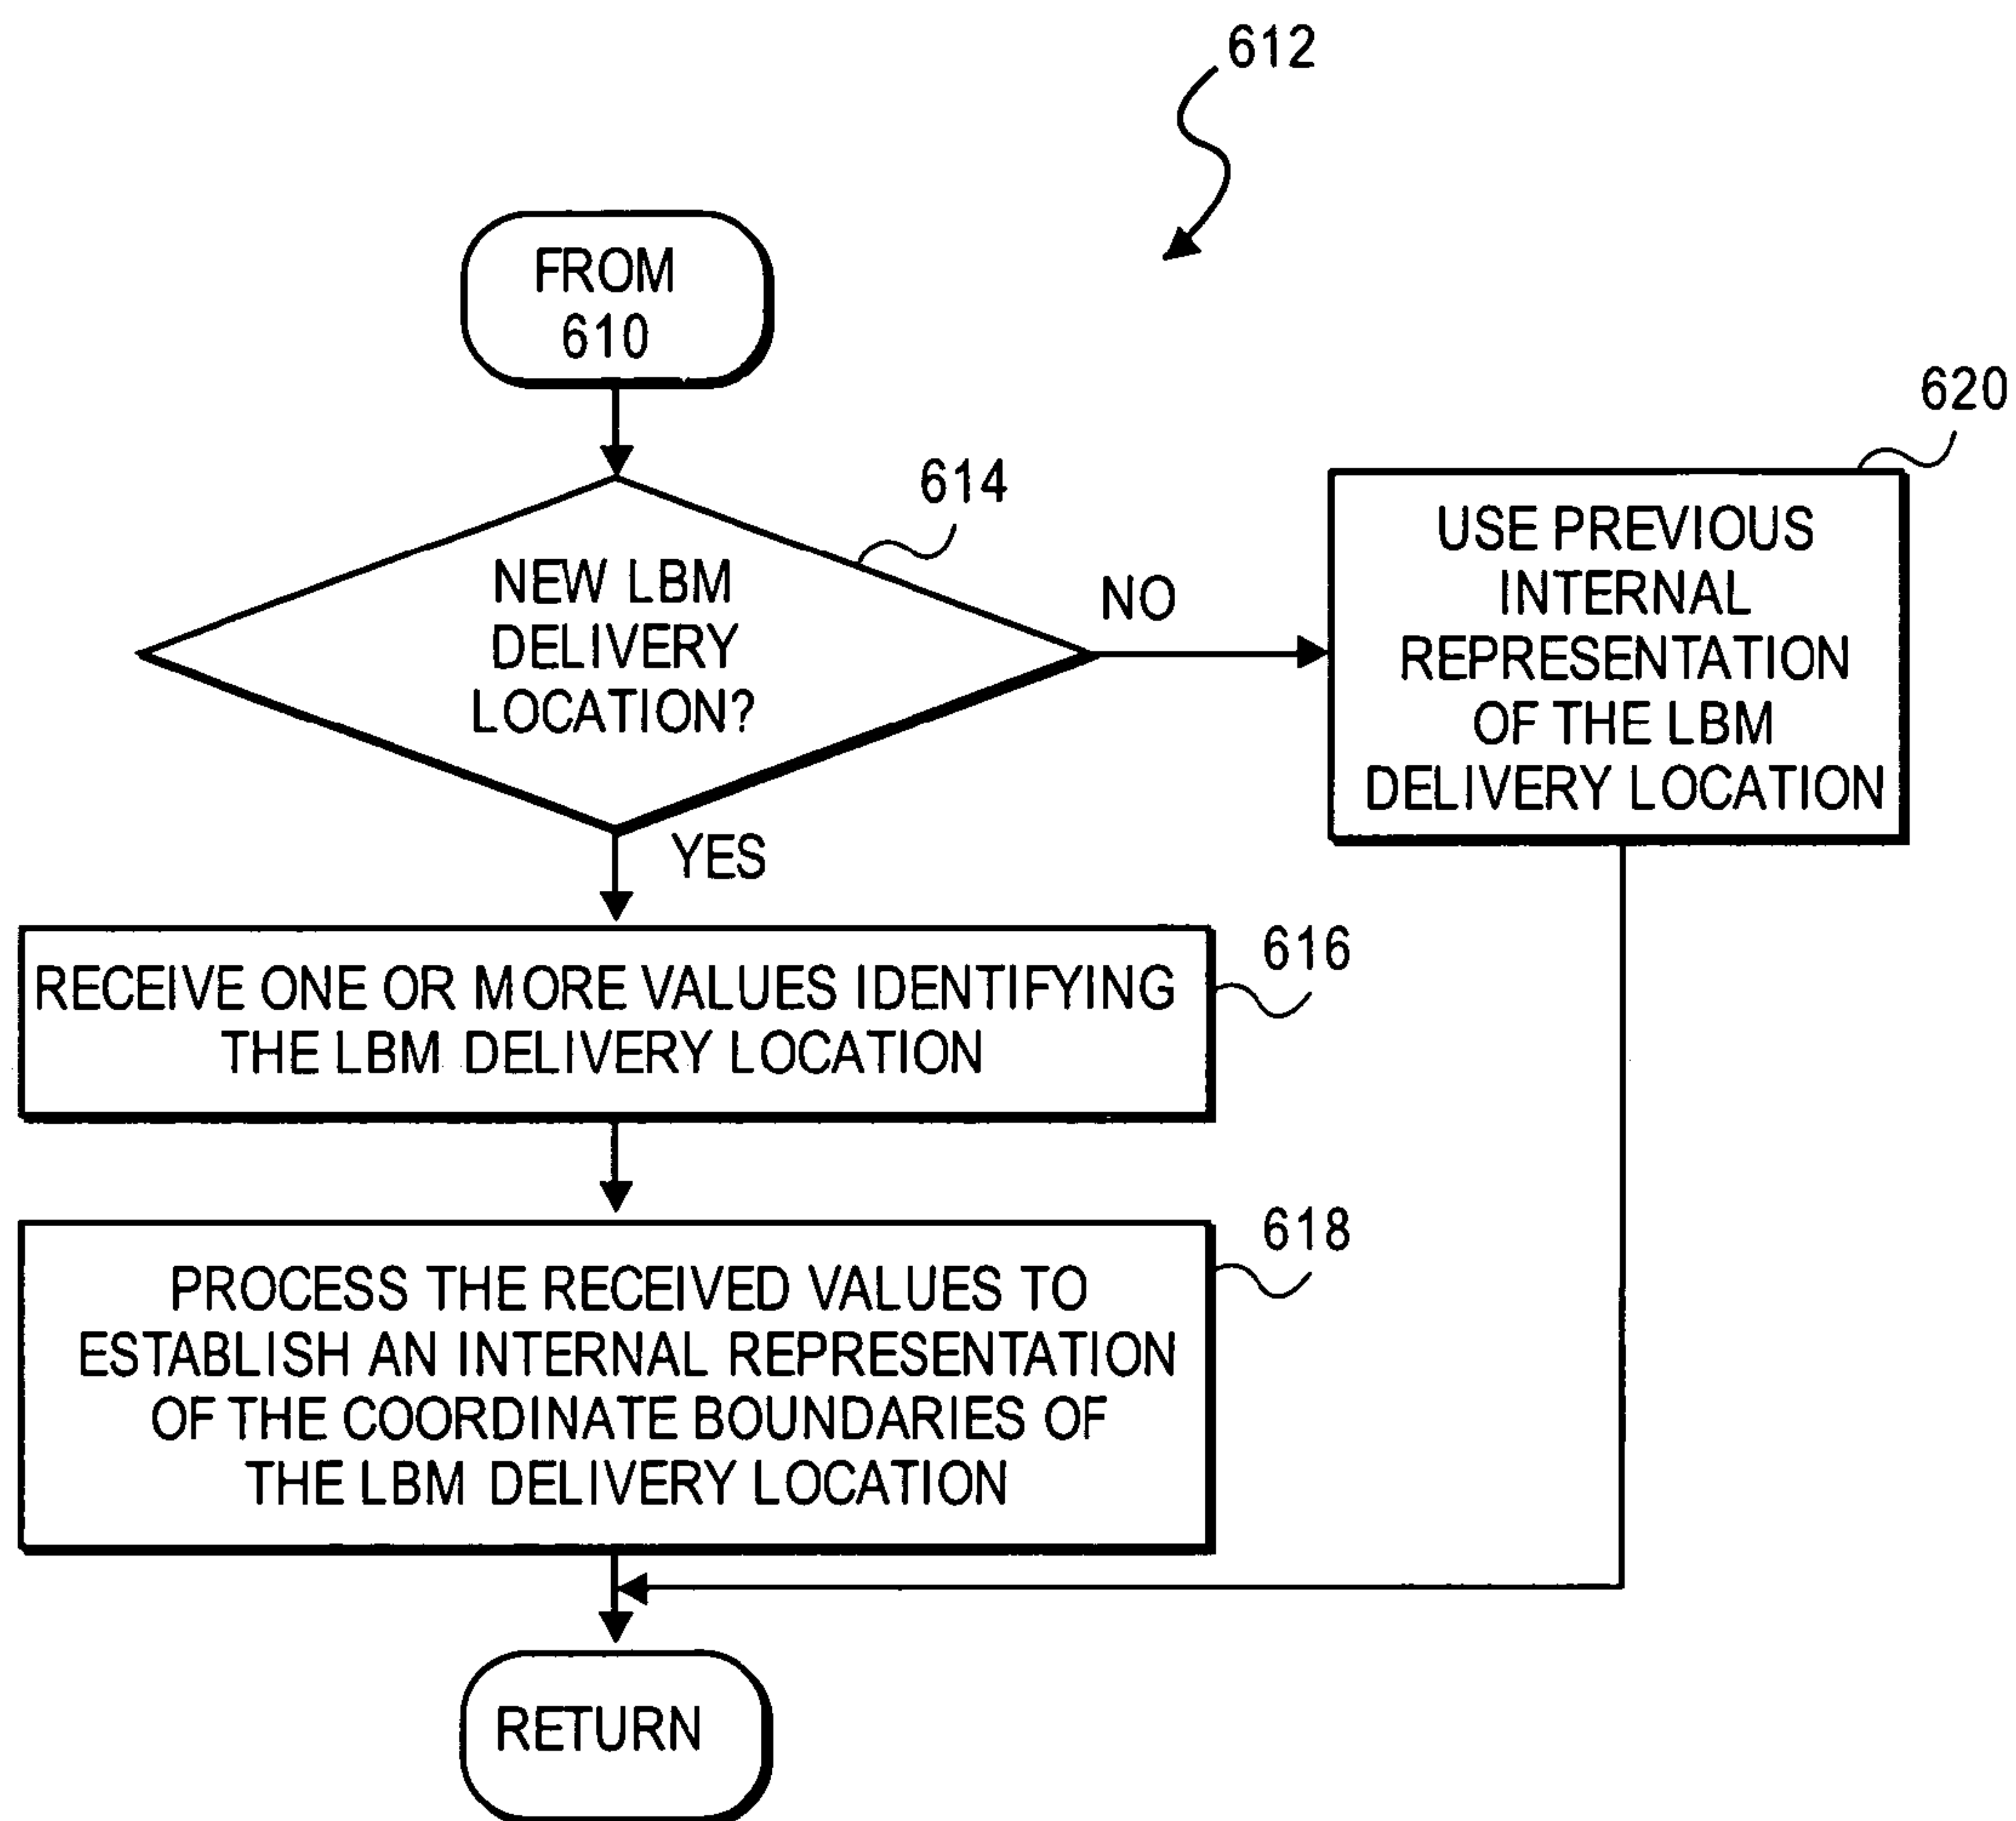 612
FROM
610
614
NEW LBM
DELIVERY
LOCATION?
NO
620
USE PREVIOUS
INTERNAL
REPRESENTATION
OF THE LBM
DELIVERY LOCATION
YES
616
RECEIVE ONE OR MORE VALUES IDENTIFYING
THE LBM DELIVERY LOCATION
618
PROCESS THE RECEIVED VALUES TO
ESTABLISH AN INTERNAL REPRESENTATION
OF THE COORDINATE BOUNDARIES OF
THE LBM DELIVERY LOCATION
RETURN